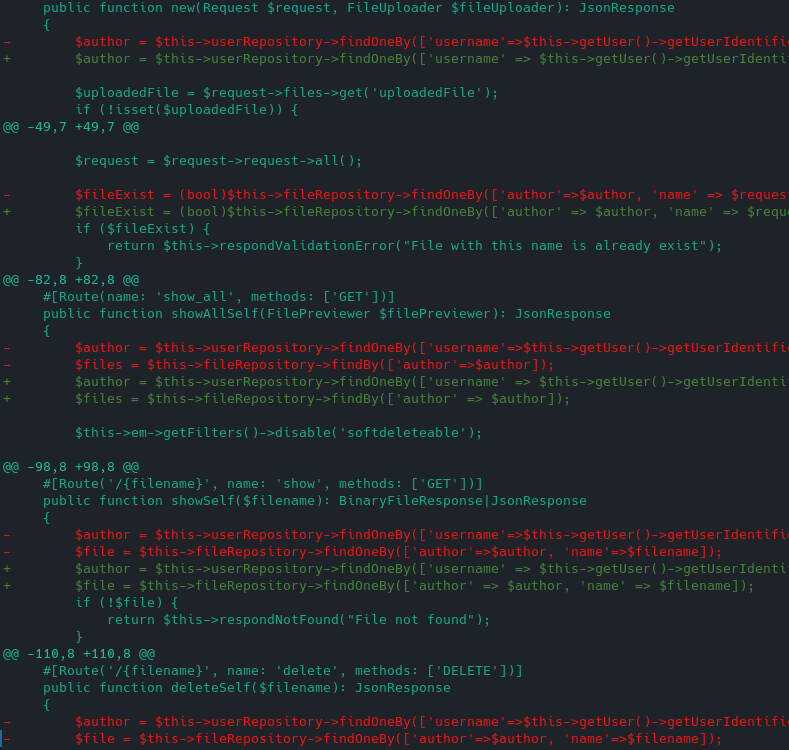 public function new(Request $request, FileUploader $fileUploader): JsonResponse
    {
-        $author = $this->userRepository->findOneBy(['username'=>$this->getUser()->getUserIdentifi
+        $author = $this->userRepository->findOneBy(['username' => $this->getUser()->getUserIdenti
        $uploadedFile = $request->files->get('uploadedFile');
        if (!isset($uploadedFile)) {
@@ -49,7 +49,7 @@
        $request = $request->request->all();
-        $fileExist = (bool)$this->fileRepository->findOneBy(['author'=>$author, 'name' => $reques
+        $fileExist = (bool)$this->fileRepository->findOneBy(['author' => $author, 'name' => $requ
        if ($fileExist) {
            return $this->respondValidationError("File with this name is already exist");
        }
@@ -82,8 +82,8 @@
    #[Route(name: 'show_all', methods: ['GET'])]
    public function showAllSelf(FilePreviewer $filePreviewer): JsonResponse
    {
-        $author = $this->userRepository->findOneBy(['username'=>$this->getUser()->getUserIdentifi
-        $files = $this->fileRepository->findBy(['author'=>$author]);
+        $author = $this->userRepository->findOneBy(['username' => $this->getUser()->getUserIdenti
+        $files = $this->fileRepository->findBy(['author' => $author]);
        $this->em->getFilters()->disable('softdeleteable');
@@ -98,8 +98,8 @@
    #[Route('/{filename}', name: 'show', methods: ['GET'])]
    public function showSelf($filename): BinaryFileResponse|JsonResponse
    {
-        $author = $this->userRepository->findOneBy(['username'=>$this->getUser()->getUserIdentifi
-        $file = $this->fileRepository->findOneBy(['author'=>$author, 'name'=>$filename]);
+        $author = $this->userRepository->findOneBy(['username' => $this->getUser()->getUserIdenti
+        $file = $this->fileRepository->findOneBy(['author' => $author, 'name' => $filename]);
        if (!$file) {
            return $this->respondNotFound("File not found");
        }
@@ -110,8 +110,8 @@
    #[Route('/{filename}', name: 'delete', methods: ['DELETE'])]
    public function deleteSelf($filename): JsonResponse
    {
-        $author = $this->userRepository->findOneBy(['username'=>$this->getUser()->getUserIdentifi
-        $file = $this->fileRepository->findOneBy(['author'=>$author, 'name'=>$filename]);